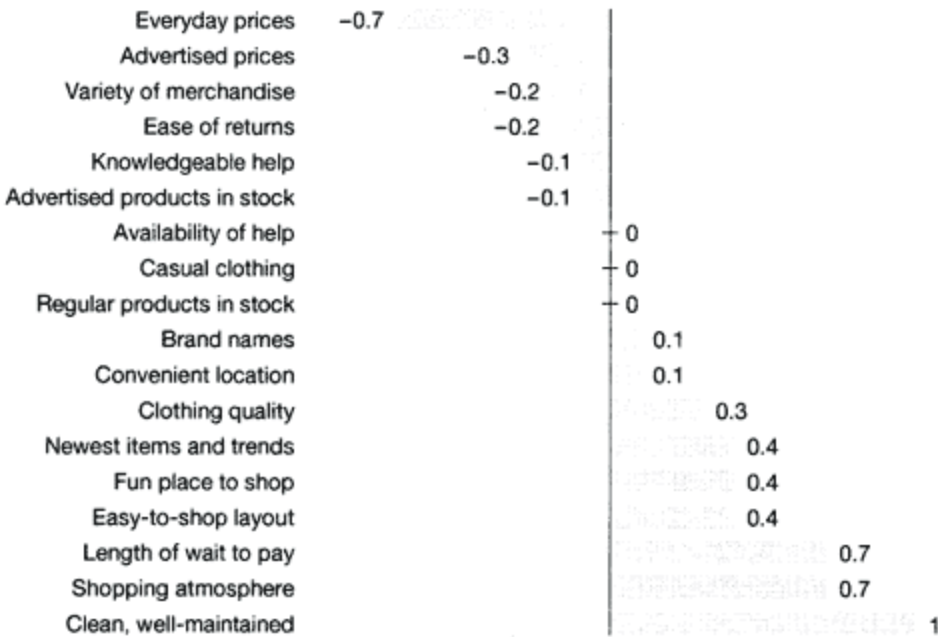 Everyday prices −0.7
Advertised prices −0.3
Variety of merchandise −0.2
Ease of returns −0.2
Knowledgeable help −0.1
Advertised products in stock −0.1
Availability of help 0
Casual clothing 0
Regular products in stock 0
Brand names 0.1
Convenient location 0.1
Clothing quality 0.3
Newest items and trends 0.4
Fun place to shop 0.4
Easy-to-shop layout 0.4
Length of wait to pay 0.7
Shopping atmosphere 0.7
Clean, well-maintained 1